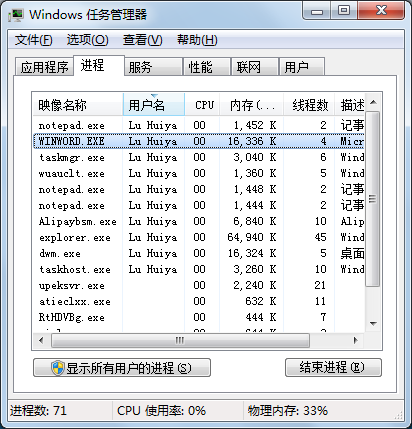 Windows 任务管理器
文件(F) 选项(O) 查看(V) 帮助(H)
应用程序 进程 服务 性能 联网 用户
映像名称 用户名 CPU 内存(... 线程数 描述
notepad.exe Lu Huiya 00 1,452 K 2 记事
WINWORD.EXE Lu Huiya 00 16,336 K 4 Micr
taskmgr.exe Lu Huiya 00 3,040 K 6 Wind
wuauclt.exe Lu Huiya 00 1,360 K 5 Wind
notepad.exe Lu Huiya 00 1,448 K 2 记事
notepad.exe Lu Huiya 00 1,444 K 2 记事
Alipaybsm.exe Lu Huiya 00 6,840 K 10 Alip
explorer.exe Lu Huiya 00 64,940 K 45 Wind
dwm.exe Lu Huiya 00 16,324 K 5 桌面
taskhost.exe Lu Huiya 00 3,260 K 10 Wind
upeksvr.exe 00 2,240 K 21
atieclxx.exe 00 632 K 11
RtHDVBg.exe 00 444 K 7
显示所有用户的进程(S) 结束进程(E)
进程数: 71 CPU 使用率: 0% 物理内存: 33%